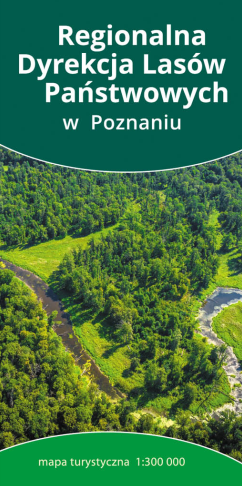 Regionalna
Dyrekcja Lasów
Państwowych
w Poznaniu
mapa turystyczna 1:300 000